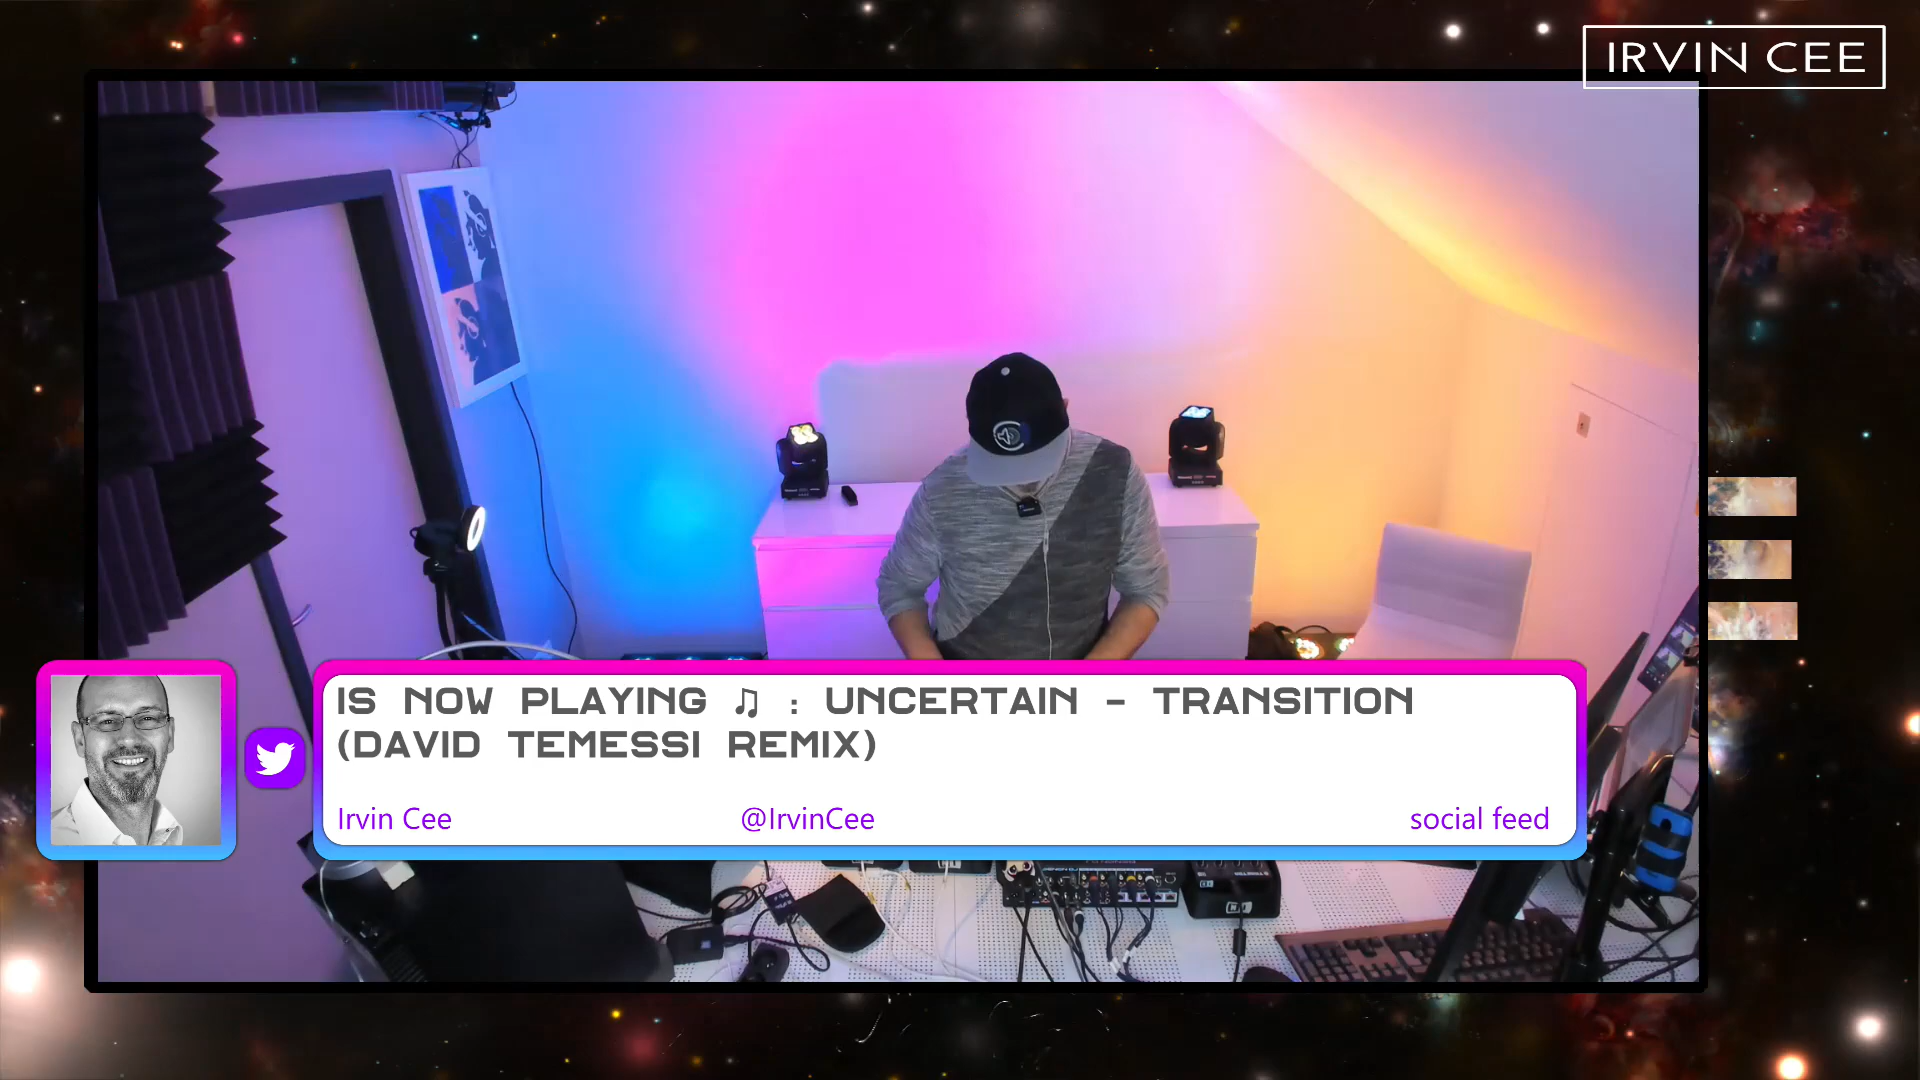 IRVIN CEE
IS NOW PLAYING ♫ : UNCERTAIN - TRANSITION
(DAVID TEMESSI REMIX)
Irvin Cee
@IrvinCee
social feed